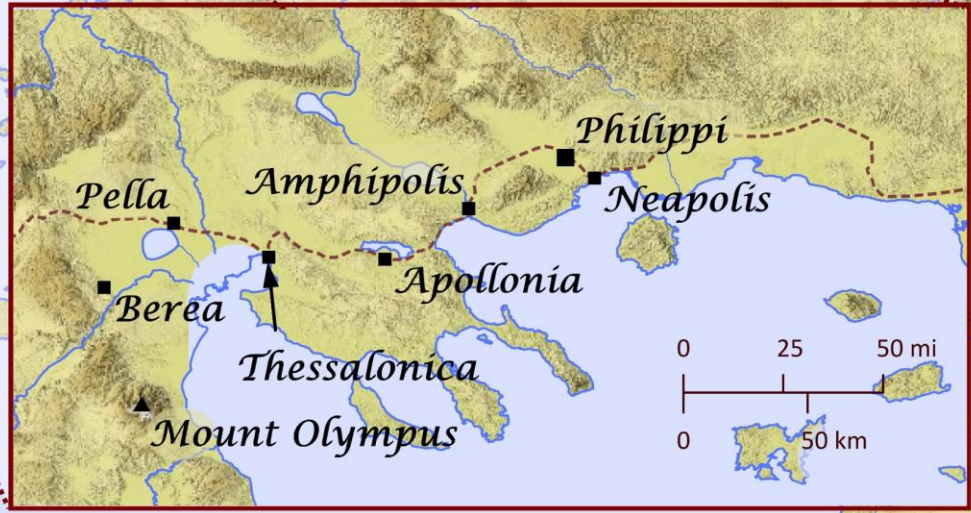 Philippi
Amphipolis
Pella
Neapolis
Apollonia
Berea
Thessalonica
0 25 50 mi
Mount Olympus
0 50 km